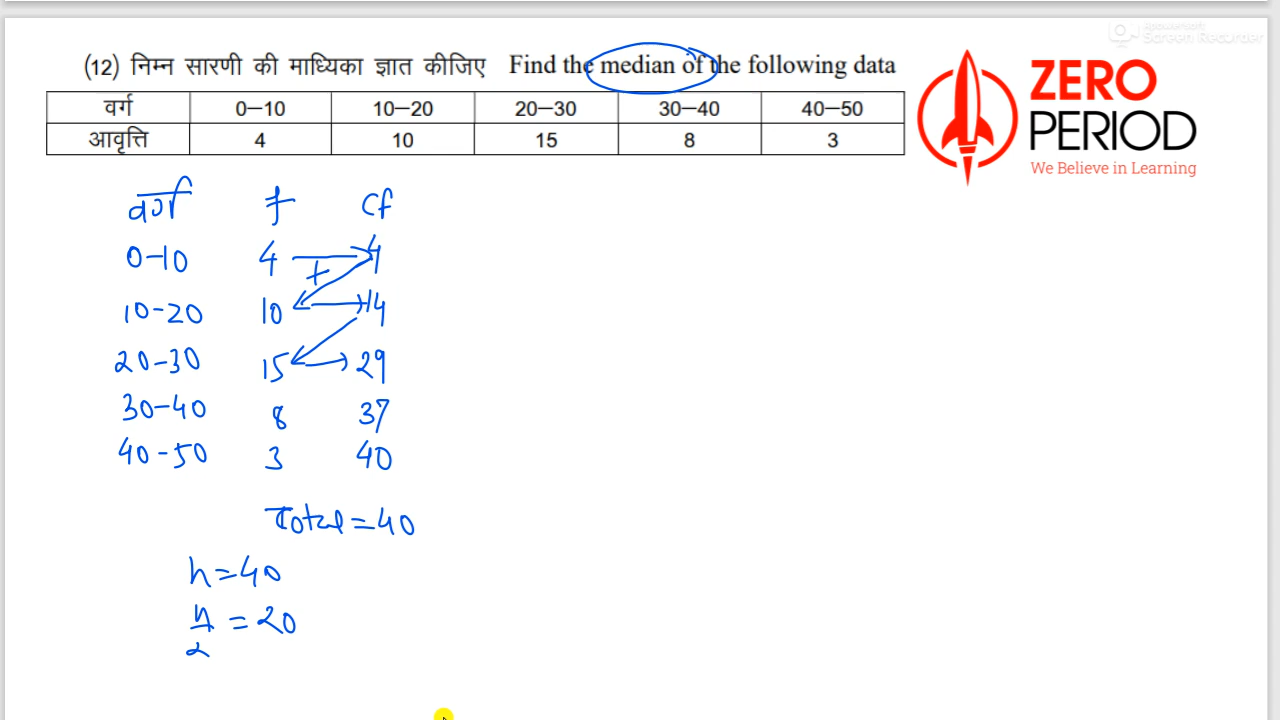 (12) निम्न सारणी की माध्यिका ज्ञात कीजिए Find the median of the following data
वर्ग 0–10 10–20 20–30 30–40 40–50
आवृत्ति 4 10 15 8 3
ZERO
PERIOD
We Believe in Learning
Apowersoft
Screen Recorder
वर्ग f Cf
0-10 4 + 4
10-20 10 14
20-30 15 29
30-40 8 37
40-50 3 40
Total = 40
n = 40
n/2 = 20